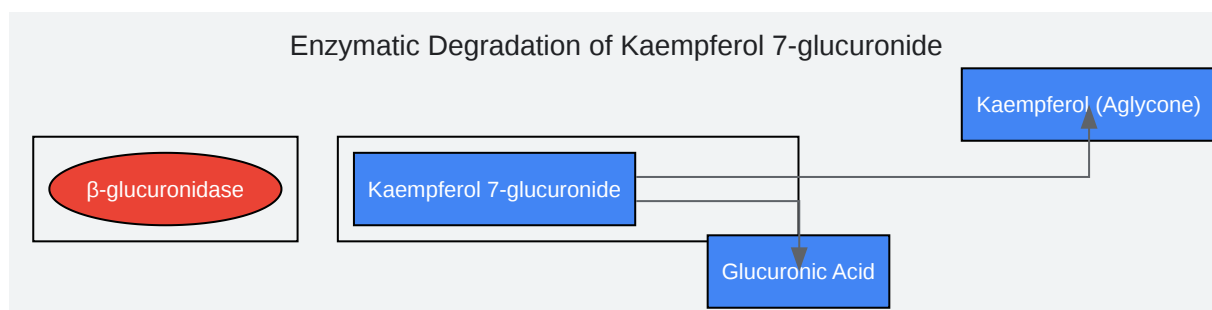 Enzymatic Degradation of Kaempferol 7-glucuronide
Kaempferol (Aglycone)
β-glucuronidase
Kaempferol 7-glucuronide
Glucuronic Acid